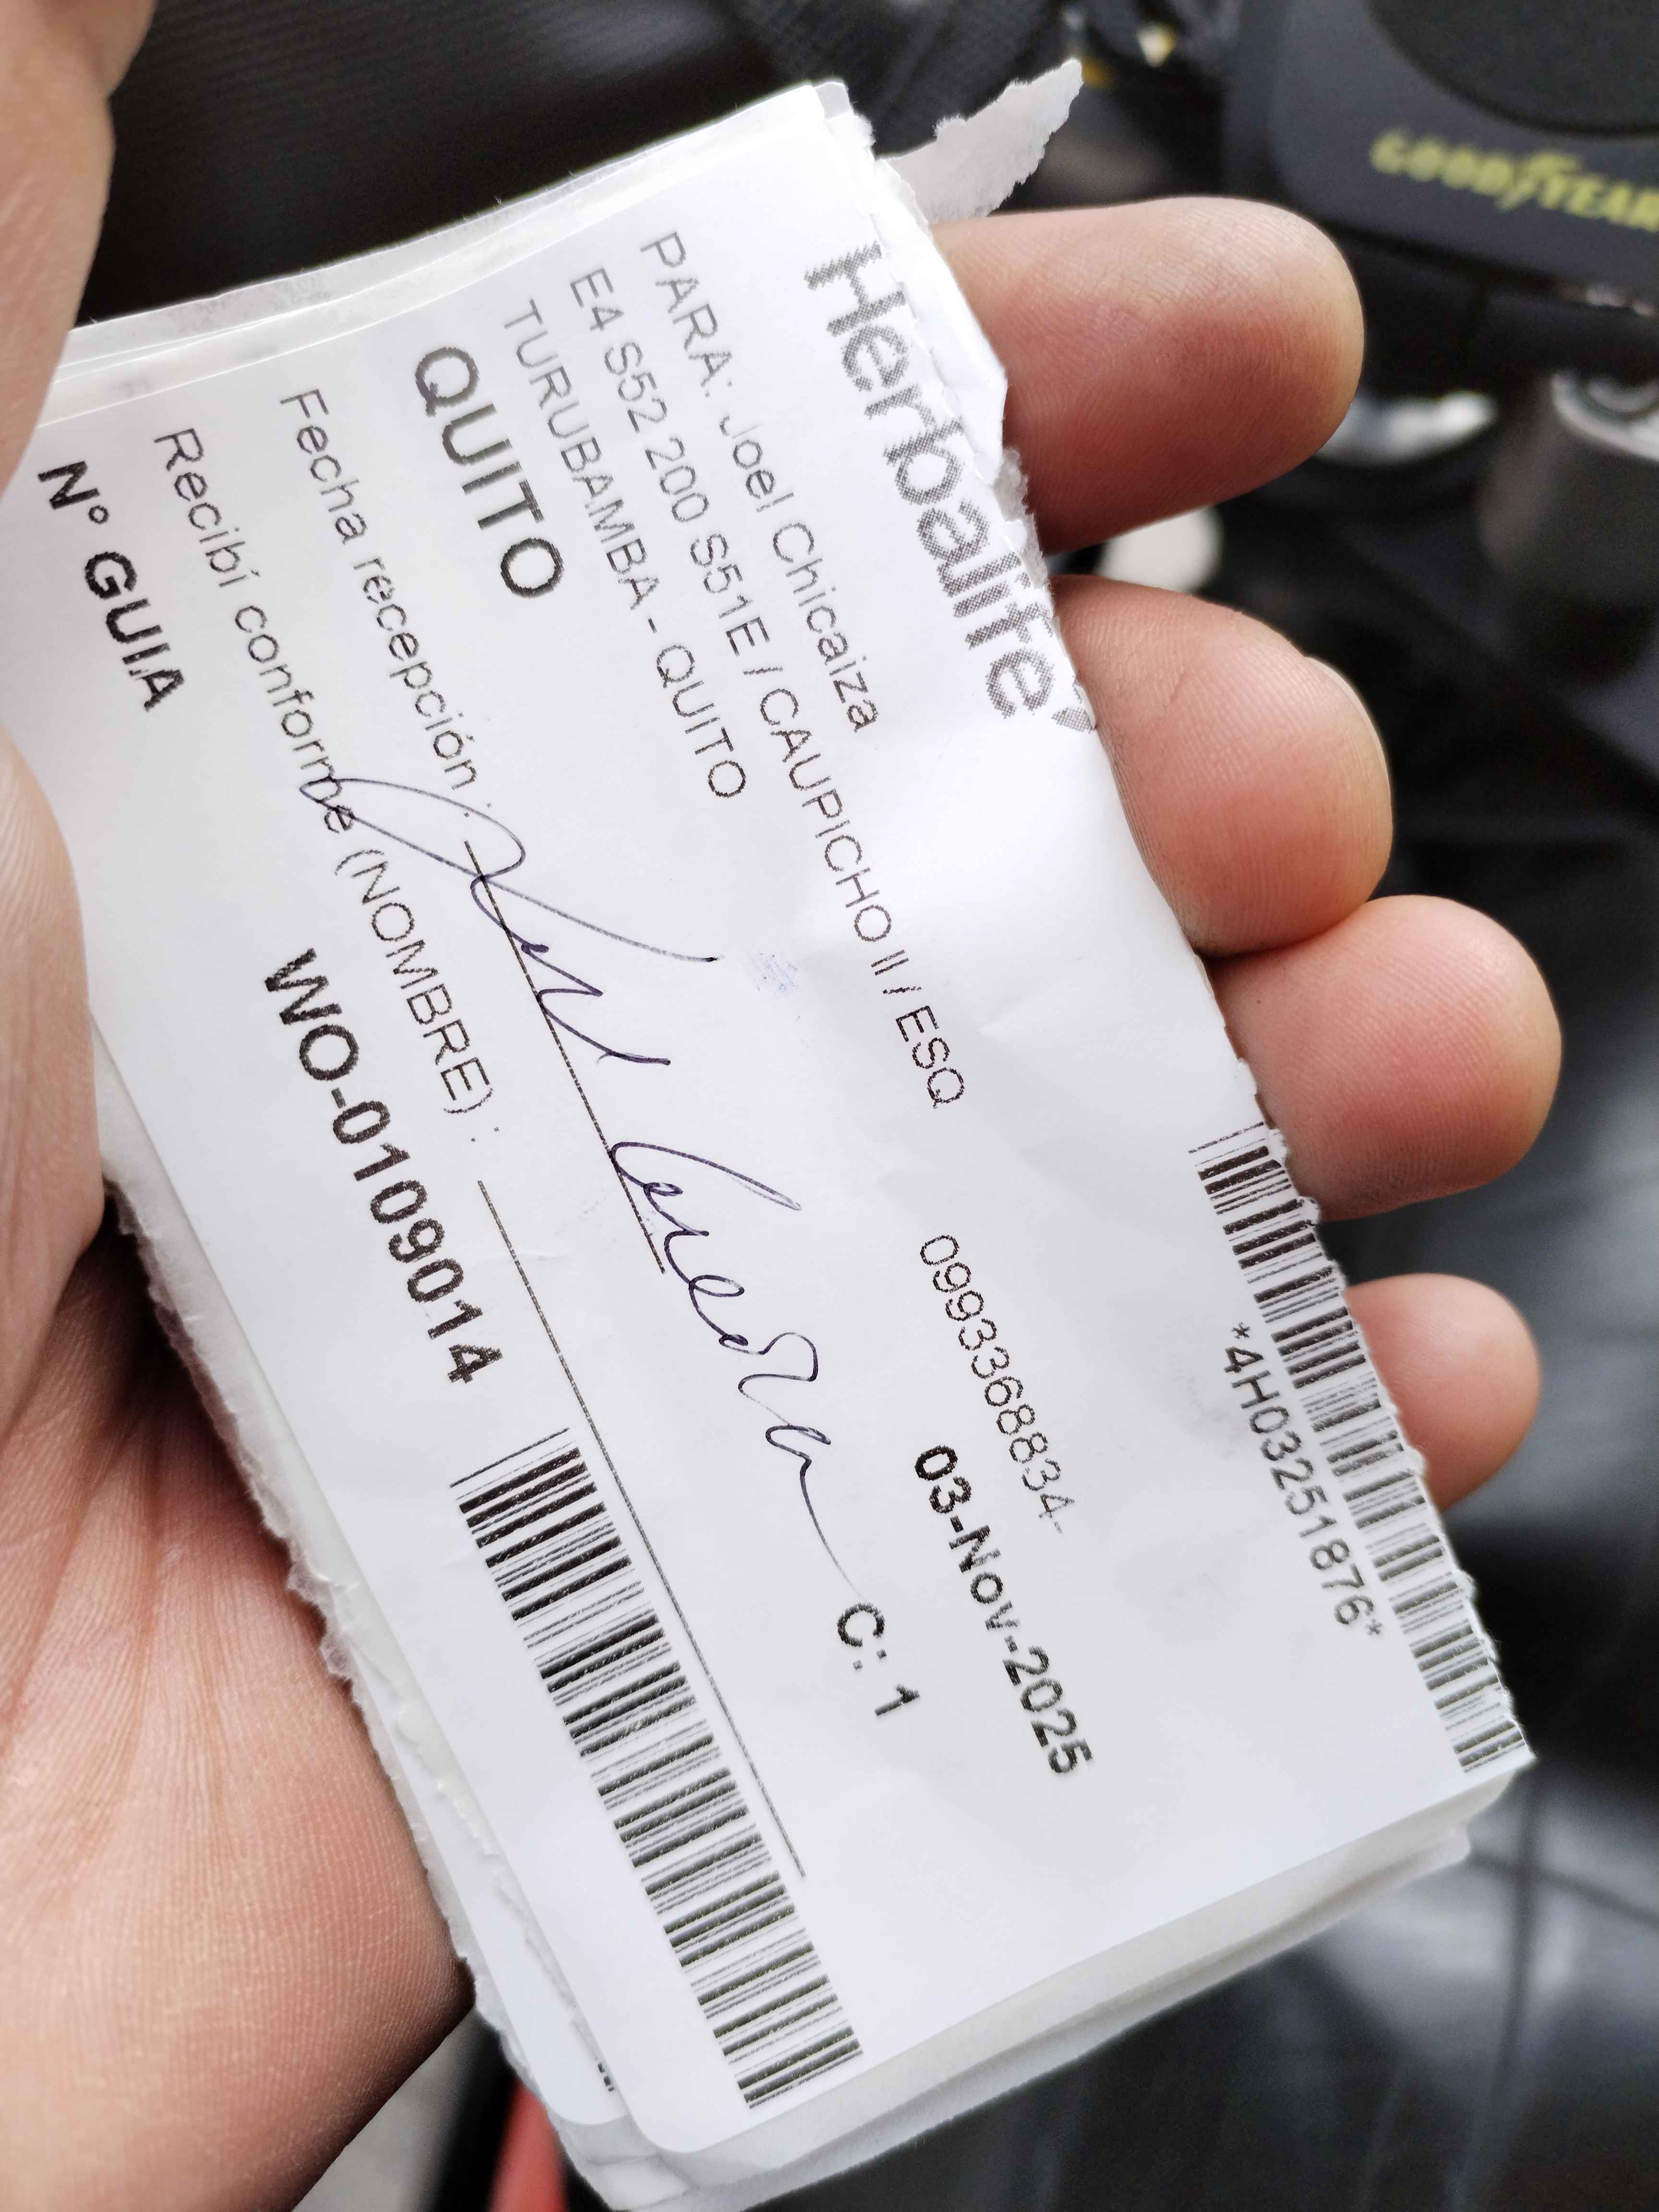 Herbalife
*4H03251876*
PARA: Joel Chicaiza
E4 S52 200 S51E / CAUPICHO II / ESQ
0993368834-
TURUBAMBA - QUITO
QUITO
03-Nov-2025
Fecha recepción :
C: 1
Recibí conforme (NOMBRE) :
N° GUIA
WO-0109014
GOODYEAR